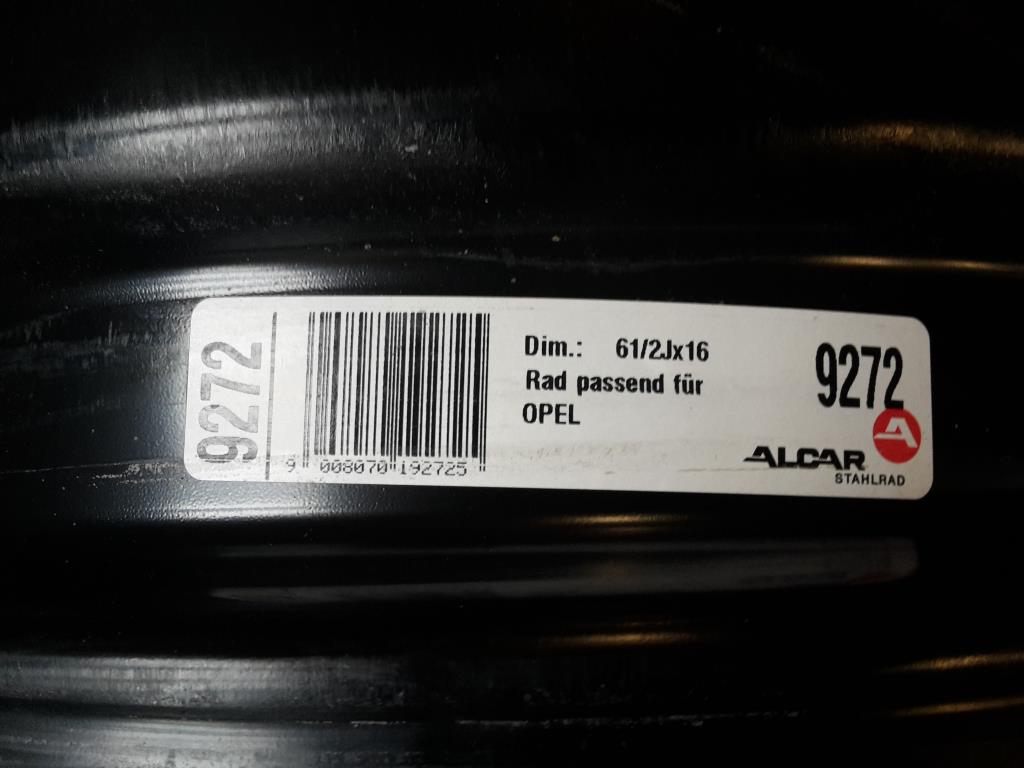 9272
9 008070 192725
Dim.: 61/2Jx16
Rad passend für
OPEL
9272
A
ALCAR
STAHLRAD